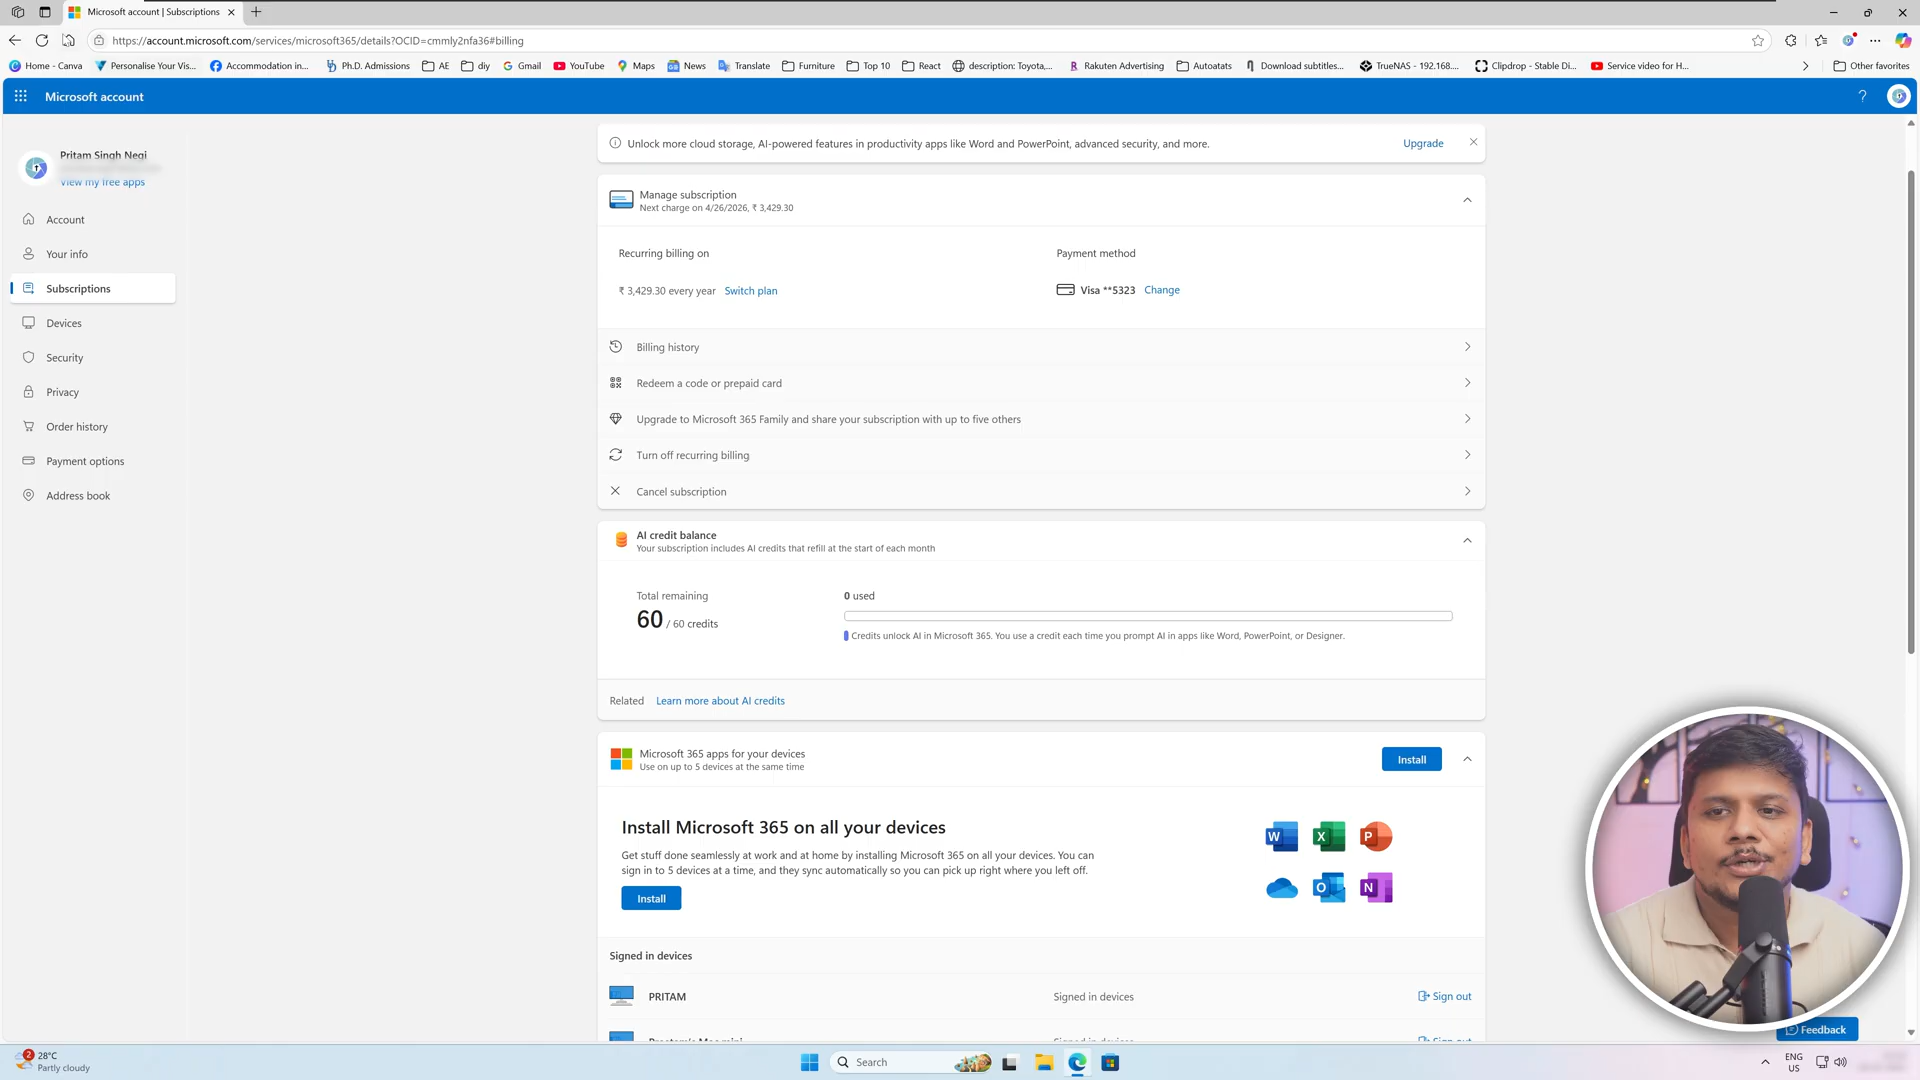 Microsoft account | Subscriptions
https://account.microsoft.com/services/microsoft365/details?OCID=cmmly2nfa36#billing
Home - Canva
Personalise Your Vis...
Accommodation in...
Ph.D. Admissions
AE
diy
Gmail
YouTube
Maps
News
Translate
Furniture
Top 10
React
description: Toyota,...
Rakuten Advertising
Autoatats
Download subtitles...
TrueNAS - 192.168....
Clipdrop - Stable Di...
Service video for H...
Other favorites
Microsoft account
?
Pritam Singh Negi
View my free apps
Account
Your info
Subscriptions
Devices
Security
Privacy
Order history
Payment options
Address book
Unlock more cloud storage, AI-powered features in productivity apps like Word and PowerPoint, advanced security, and more.
Upgrade
Manage subscription
Next charge on 4/26/2026, ₹ 3,429.30
Recurring billing on
Payment method
₹ 3,429.30 every year Switch plan
Visa **5323 Change
Billing history
Redeem a code or prepaid card
Upgrade to Microsoft 365 Family and share your subscription with up to five others
Turn off recurring billing
Cancel subscription
AI credit balance
Your subscription includes AI credits that refill at the start of each month
Total remaining
60 / 60 credits
0 used
Credits unlock AI in Microsoft 365. You use a credit each time you prompt AI in apps like Word, PowerPoint, or Designer.
Related Learn more about AI credits
Microsoft 365 apps for your devices
Use on up to 5 devices at the same time
Install
Install Microsoft 365 on all your devices
Get stuff done seamlessly at work and at home by installing Microsoft 365 on all your devices. You can
sign in to 5 devices at a time, and they sync automatically so you can pick up right where you left off.
Install
W X P
O N
Signed in devices
PRITAM
Signed in devices
Sign out
Feedback
2
28°C
Partly cloudy
Search
ENG
US